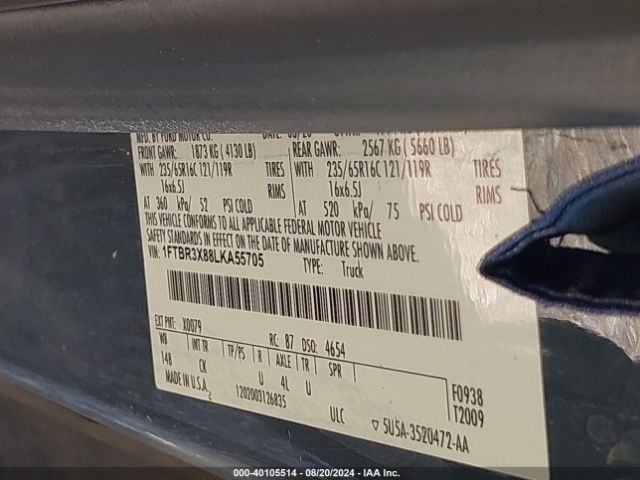 MFD. BY FORD MOTOR CO.
FRONT GAWR: 1873 KG (4130 LB) REAR GAWR: 2567 KG (5660 LB)
WITH 235/65R16C 121/119R TIRES WITH 235/65R16C 121/119R TIRES
16x6.5J RIMS 16x6.5J RIMS
AT 360 kPa/ 52 PSI COLD AT 520 kPa/ 75 PSI COLD
THIS VEHICLE CONFORMS TO ALL APPLICABLE FEDERAL MOTOR VEHICLE
SAFETY STANDARDS IN EFFECT ON THE DATE OF MANUFACTURE SHOWN ABOVE.
VIN: 1FTBR3X88LKA55705
TYPE: Truck
EXT PNT: X0079 RC: 87 DSO: 4654
WB INT TR TP/PS R AXLE TR SPR
148 CK U 4L U
F0938
T2009
MADE IN U.S.A.
1202003126835 ULC
5U5A-3520472-AA
000-40105514 - 08/20/2024 - IAA Inc.